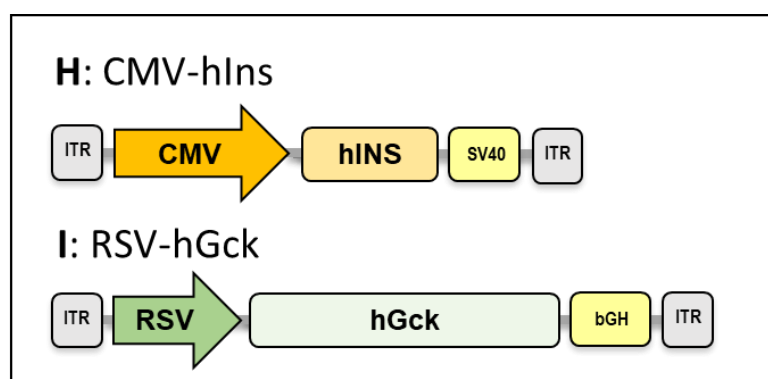 H: CMV-hIns
ITR CMV hINS SV40 ITR
I: RSV-hGck
ITR RSV hGck bGH ITR